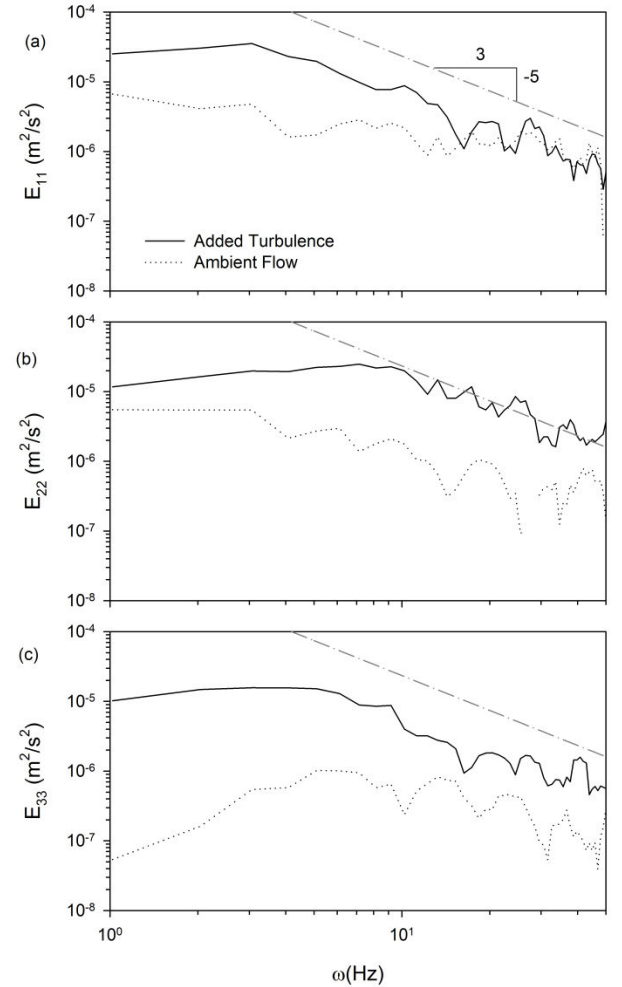 (a)
10⁻⁴
10⁻⁵
10⁻⁶
10⁻⁷
10⁻⁸
E₁₁ (m²/s²)
3
-5
Added Turbulence
Ambient Flow
(b)
10⁻⁴
10⁻⁵
10⁻⁶
10⁻⁷
10⁻⁸
E₂₂ (m²/s²)
(c)
10⁻⁴
10⁻⁵
10⁻⁶
10⁻⁷
10⁻⁸
E₃₃ (m²/s²)
10⁰ 10¹
ω(Hz)